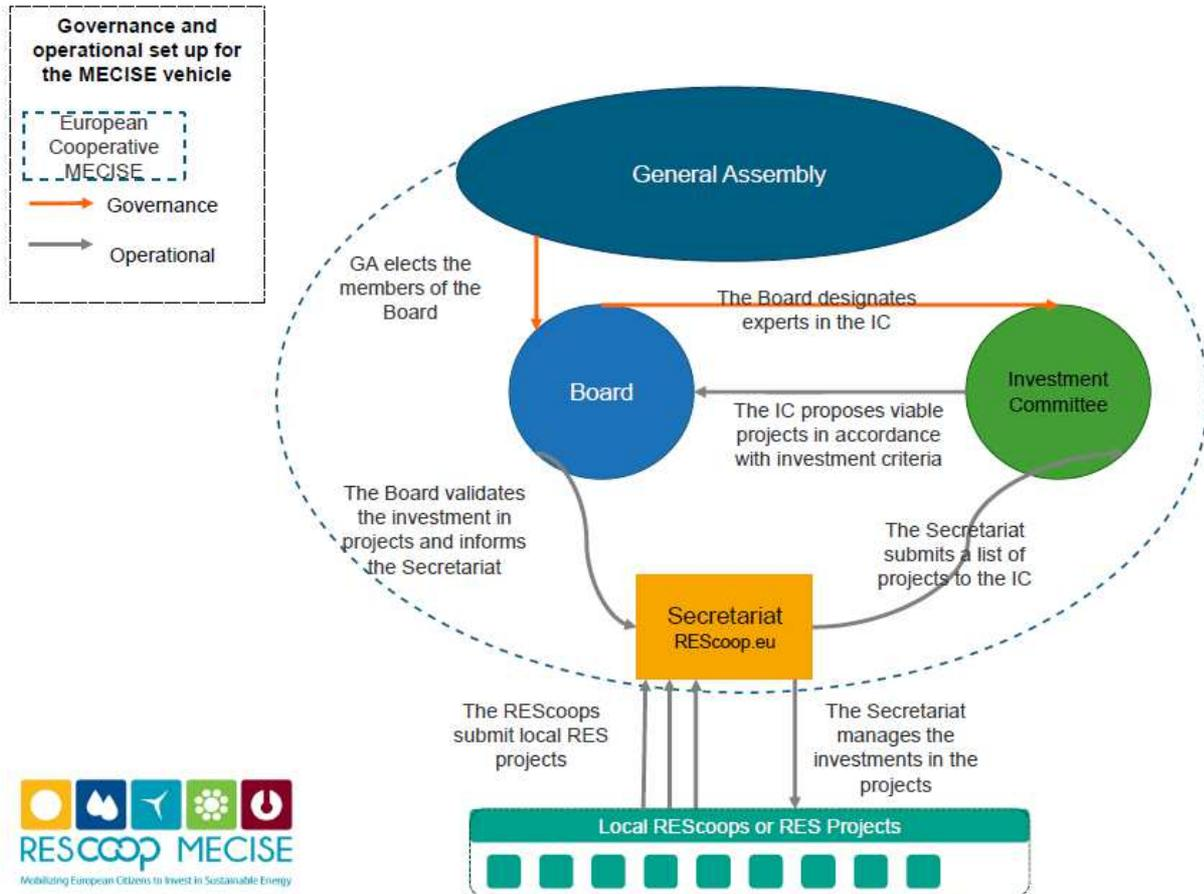 Governance and
operational set up for
the MECISE vehicle
European
Cooperative
MECISE
Governance
Operational
General Assembly
GA elects the
members of the
Board
The Board designates
experts in the IC
Board
Investment
Committee
The IC proposes viable
projects in accordance
with investment criteria
The Board validates
the investment in
projects and informs
the Secretariat
The Secretariat
submits a list of
projects to the IC
Secretariat
REScoop.eu
The REScoops
submit local RES
projects
The Secretariat
manages the
investments in the
projects
Local REScoops or RES Projects
RESCOOP MECISE
Mobilizing European Citizens to Invest in Sustainable Energy